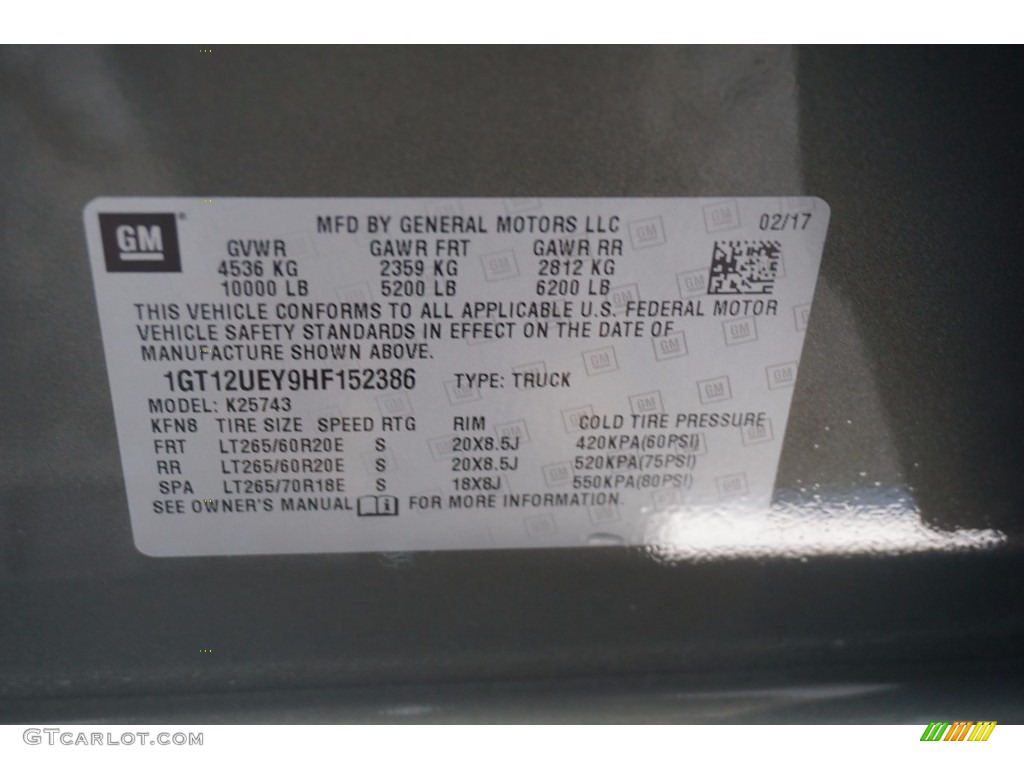 GM
MFD BY GENERAL MOTORS LLC 02/17
GVWR GAWR FRT GAWR RR
4536 KG 2359 KG 2812 KG
10000 LB 5200 LB 6200 LB
THIS VEHICLE CONFORMS TO ALL APPLICABLE U.S. FEDERAL MOTOR
VEHICLE SAFETY STANDARDS IN EFFECT ON THE DATE OF
MANUFACTURE SHOWN ABOVE.
1GT12UEY9HF152386 TYPE: TRUCK
MODEL: K25743
KFN8 TIRE SIZE SPEED RTG RIM COLD TIRE PRESSURE
FRT LT265/60R20E S 20X8.5J 420KPA(60PSI)
RR LT265/60R20E S 20X8.5J 520KPA(75PSI)
SPA LT265/70R18E S 18X8J 550KPA(80PSI)
SEE OWNER'S MANUAL FOR MORE INFORMATION.
GTCarlot.com